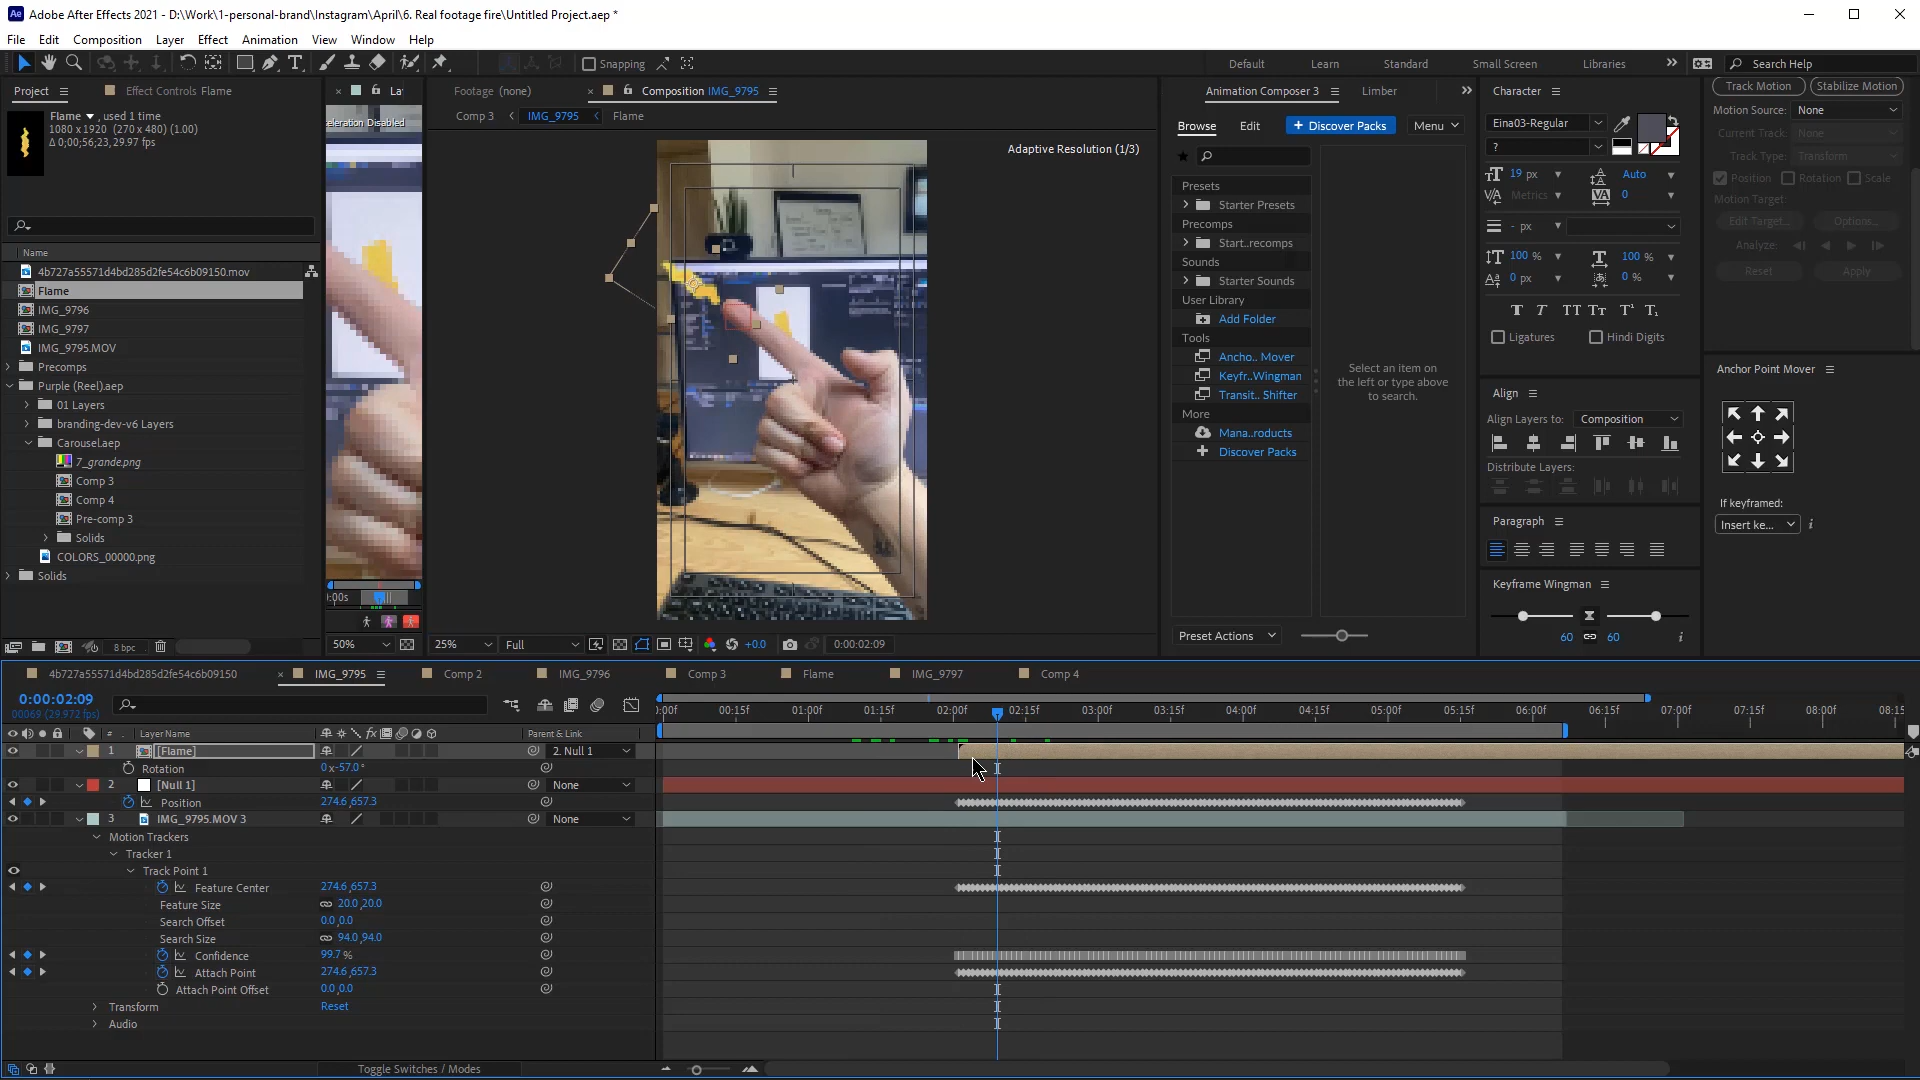 Adobe After Effects 2021 - D:\Work\1-personal-brand\Instagram\April\6. Real footage fire\Untitled Project.aep *
File Edit Composition Layer Effect Animation View Window Help
Snapping Default Learn Standard Small Screen Libraries Search Help
Project Effect Controls Flame La
Flame , used 1 time
1080 x 1920 (270 x 480) (1.00)
Δ 0;00;56;23, 29.97 fps
Name
4b727a55571d4bd285d2fe54c6b09150.mov
Flame
IMG_9796
IMG_9797
IMG_9795.MOV
Precomps
Purple (Reel).aep
01 Layers
branding-dev-v6 Layers
Carousel.aep
7_grande.png
Comp 3
Comp 4
Pre-comp 3
Solids
COLORS_00000.png
Solids
8 bpc
celeration Disabled
0:00s
50%
Footage (none) Composition IMG_9795
Comp 3 IMG_9795 Flame
Adaptive Resolution (1/3)
25% Full +0.0 0:00:02:09
Animation Composer 3 Limber
Browse Edit + Discover Packs Menu
Presets
Starter Presets
Precomps
Start..recomps
Sounds
Starter Sounds
User Library
Add Folder
Tools
Ancho.. Mover
Keyfr..Wingman
Transit.. Shifter
More
Mana..roducts
Discover Packs
Select an item on
the left or type above
to search.
Preset Actions
Character
Eina03-Regular
?
19 px Auto
Metrics 0
- px
100 % 100 %
0 px 0 %
Ligatures Hindi Digits
Align
Align Layers to: Composition
Distribute Layers:
Paragraph
Keyframe Wingman
60 60
Track Motion Stabilize Motion
Motion Source: None
Current Track: None
Track Type: Transform
Position Rotation Scale
Motion Target:
Edit Target... Options...
Analyze:
Reset Apply
Anchor Point Mover
If keyframed:
Insert ke...
4b727a55571d4bd285d2fe54c6b09150 IMG_9795 Comp 2 IMG_9796 Comp 3 Flame IMG_9797 Comp 4
0:00:02:09
00069 (29.972 fps)
:00f 00:15f 01:00f 01:15f 02:00f 02:15f 03:00f 03:15f 04:00f 04:15f 05:00f 05:15f 06:00f 06:15f 07:00f 07:15f 08:00f 08:15
# Layer Name Parent & Link
1 [Flame] 2. Null 1
Rotation 0 x-57.0°
2 [Null 1] None
Position 274.6,657.3
3 IMG_9795.MOV 3 None
Motion Trackers
Tracker 1
Track Point 1
Feature Center 274.6,657.3
Feature Size 20.0,20.0
Search Offset 0.0,0.0
Search Size 94.0,94.0
Confidence 99.7 %
Attach Point 274.6,657.3
Attach Point Offset 0.0,0.0
Transform Reset
Audio
Toggle Switches / Modes